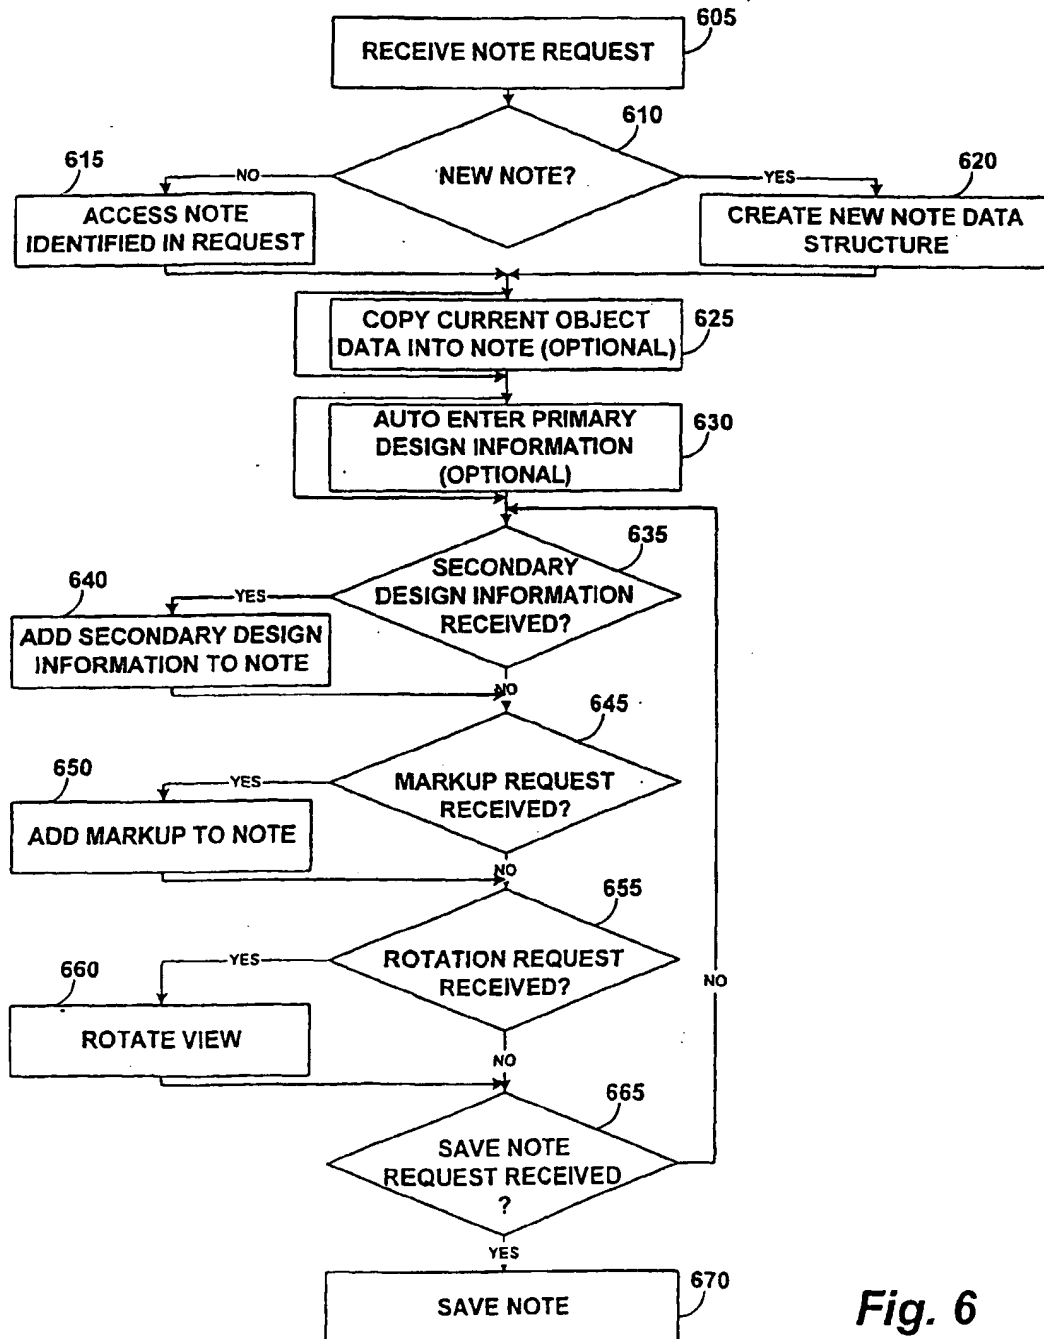 605
RECEIVE NOTE REQUEST
610
NEW NOTE?
NO
YES
615
ACCESS NOTE
IDENTIFIED IN REQUEST
620
CREATE NEW NOTE DATA
STRUCTURE
COPY CURRENT OBJECT
DATA INTO NOTE (OPTIONAL)
625
AUTO ENTER PRIMARY
DESIGN INFORMATION
(OPTIONAL)
630
635
SECONDARY
DESIGN INFORMATION
RECEIVED?
YES
640
ADD SECONDARY DESIGN
INFORMATION TO NOTE
NO
645
MARKUP REQUEST
RECEIVED?
YES
650
ADD MARKUP TO NOTE
NO
655
ROTATION REQUEST
RECEIVED?
YES
660
ROTATE VIEW
NO
NO
665
SAVE NOTE
REQUEST RECEIVED
?
YES
SAVE NOTE
670
Fig. 6